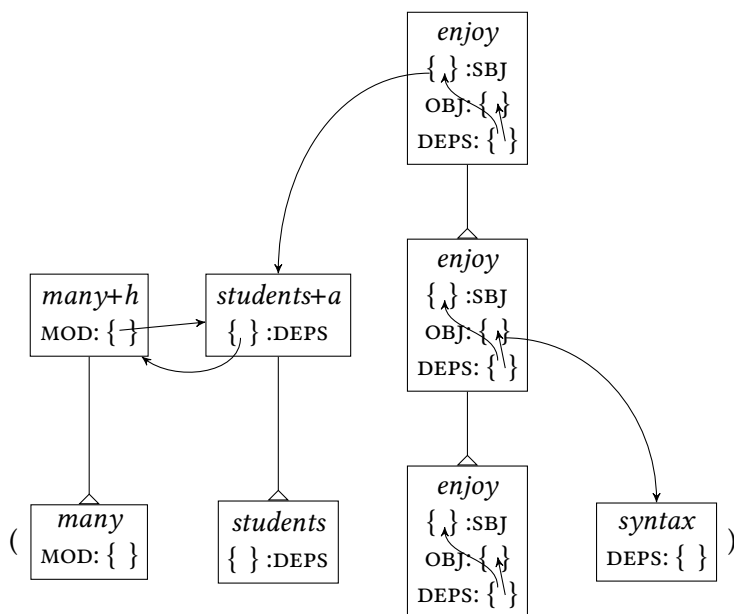 enjoy
{ } :SBJ
OBJ: { }
DEPS: { }
enjoy
{ } :SBJ
OBJ: { }
DEPS: { }
many+h
MOD: { }
students+a
{ } :DEPS
enjoy
{ } :SBJ
OBJ: { }
DEPS: { }
(
many
MOD: { }
students
{ } :DEPS
syntax
DEPS: { }
)